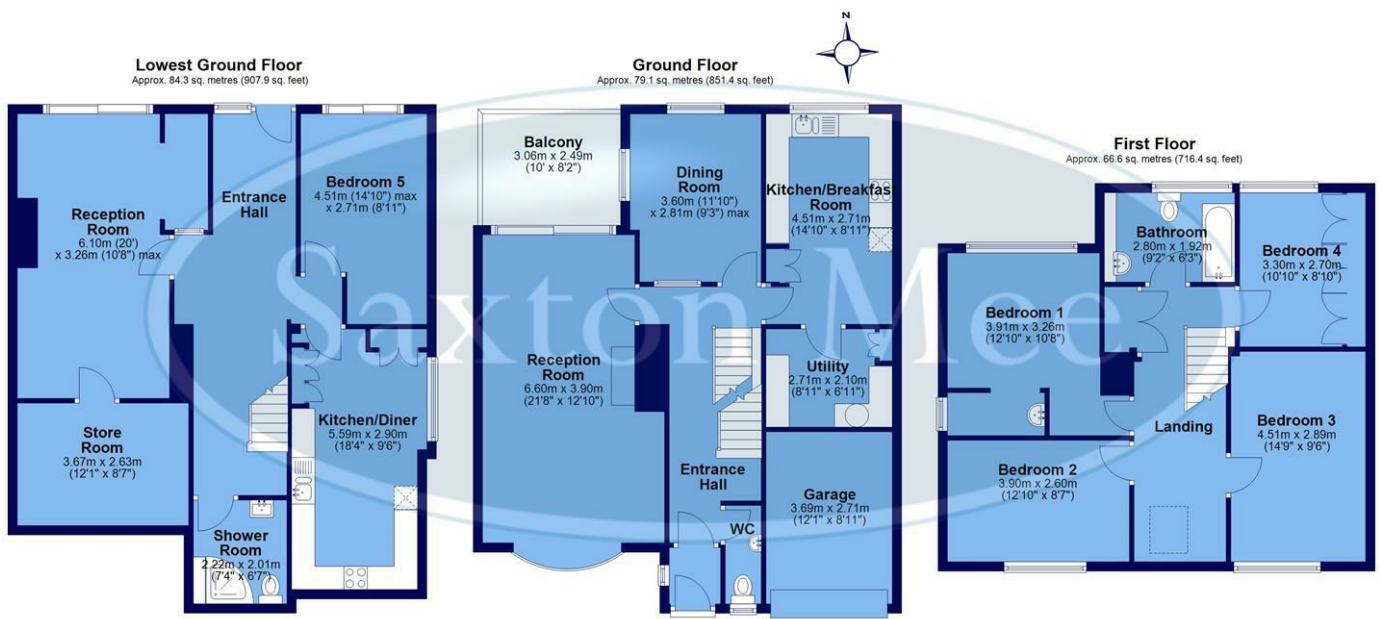 N
Lowest Ground Floor
Approx. 84.3 sq. metres (907.9 sq. feet)
Reception
Room
6.10m (20')
x 3.26m (10'8") max
Entrance
Hall
Bedroom 5
4.51m (14'10") max
x 2.71m (8'11")
Store
Room
3.67m x 2.63m
(12'1" x 8'7")
Kitchen/Diner
5.59m x 2.90m
(18'4" x 9'6")
Shower
Room
2.22m x 2.01m
(7'4" x 6'7")
Ground Floor
Approx. 79.1 sq. metres (851.4 sq. feet)
Balcony
3.06m x 2.49m
(10' x 8'2")
Dining
Room
3.60m (11'10")
x 2.81m (9'3") max
Kitchen/Breakfas
Room
4.51m x 2.71m
(14'10" x 8'11")
Reception
Room
6.60m x 3.90m
(21'8" x 12'10")
Utility
2.71m x 2.10m
(8'11" x 6'11")
Entrance
Hall
WC
Garage
3.69m x 2.71m
(12'1" x 8'11")
First Floor
Approx. 66.6 sq. metres (716.4 sq. feet)
Bathroom
2.80m x 1.92m
(9'2" x 6'3")
Bedroom 4
3.30m x 2.70m
(10'10" x 8'10")
Bedroom 1
3.91m x 3.26m
(12'10" x 10'8")
Landing
Bedroom 3
4.51m x 2.89m
(14'9" x 9'6")
Bedroom 2
3.90m x 2.60m
(12'10" x 8'7")
Saxton Mee